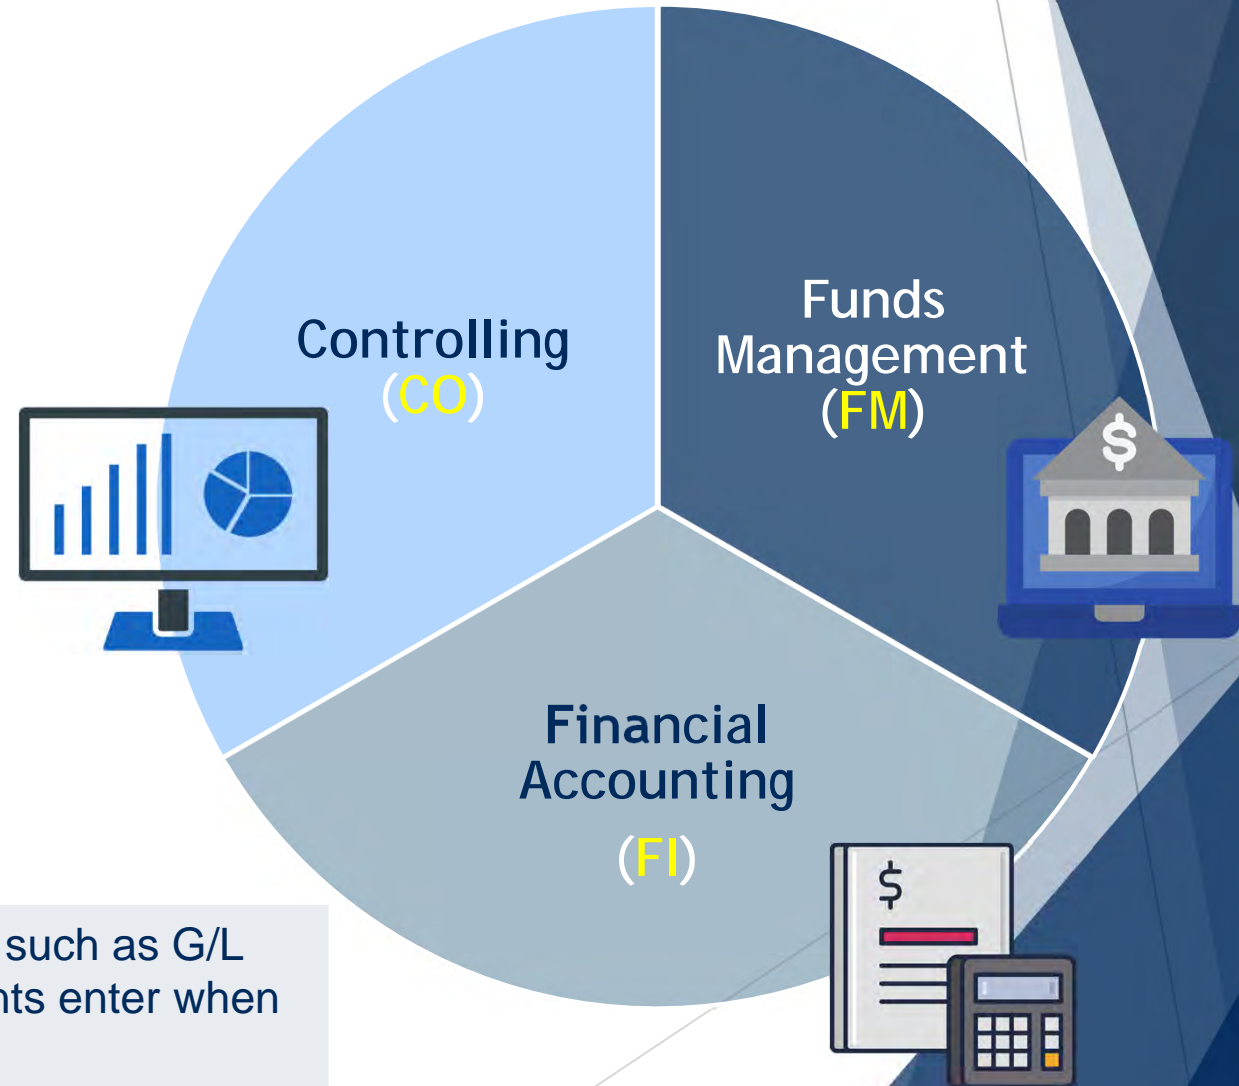 Controlling
(CO)
Funds
Management
(FM)
$
Financial
Accounting
(FI)
$
such as G/L
nts enter when